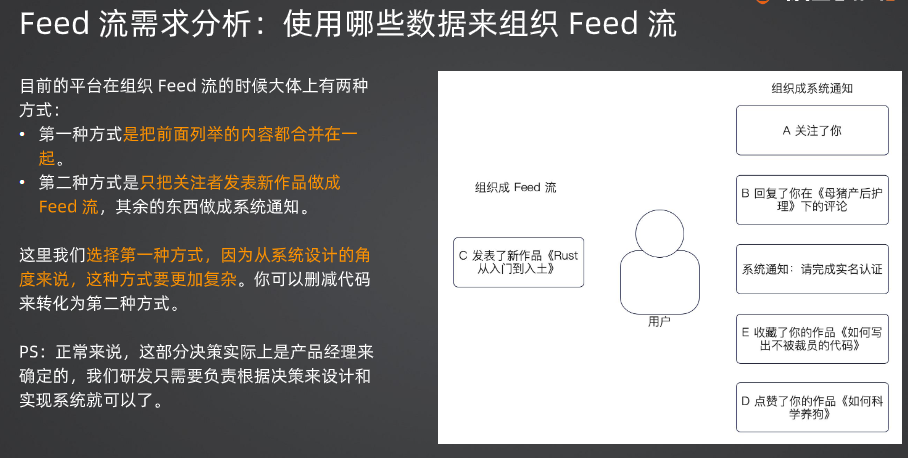 Feed 流需求分析：使用哪些数据来组织 Feed 流
目前的平台在组织 Feed 流的时候大体上有两种
方式：
• 第一种方式是把前面列举的内容都合并在一
起。
• 第二种方式是只把关注者发表新作品做成
Feed 流，其余的东西做成系统通知。
这里我们选择第一种方式，因为从系统设计的角
度来说，这种方式要更加复杂。你可以删减代码
来转化为第二种方式。
PS：正常来说，这部分决策实际上是产品经理来
确定的，我们研发只需要负责根据决策来设计和
实现系统就可以了。
组织成 Feed 流
C 发表了新作品《Rust
从入门到入土》
用户
组织成系统通知
A 关注了你
B 回复了你在《母猪产后护
理》下的评论
系统通知：请完成实名认证
E 收藏了你的作品《如何写
出不被裁员的代码》
D 点赞了你的作品《如何科
学养狗》